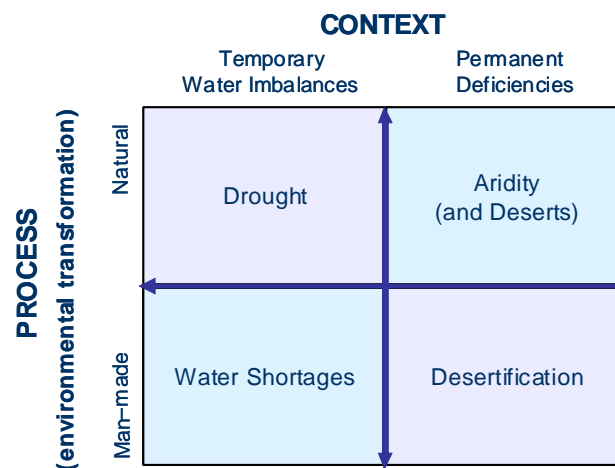 CONTEXT
Temporary
Water Imbalances
Permanent
Deficiencies
PROCESS
(environmental transformation)
Natural
Drought
Aridity
(and Deserts)
Man–made
Water Shortages
Desertification